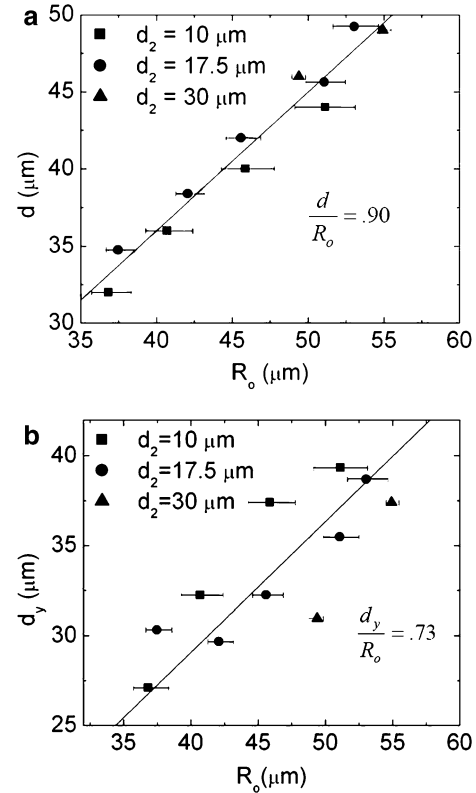 a
50
45
40
35
30
d (μm)
d₂ = 10 μm
d₂ = 17.5 μm
d₂ = 30 μm
d
Rₒ
= .90
35 40 45 50 55 60
Rₒ (μm)
b
40
35
30
25
d_y (μm)
d₂=10 μm
d₂=17.5 μm
d₂=30 μm
d_y
Rₒ
= .73
35 40 45 50 55 60
Rₒ(μm)